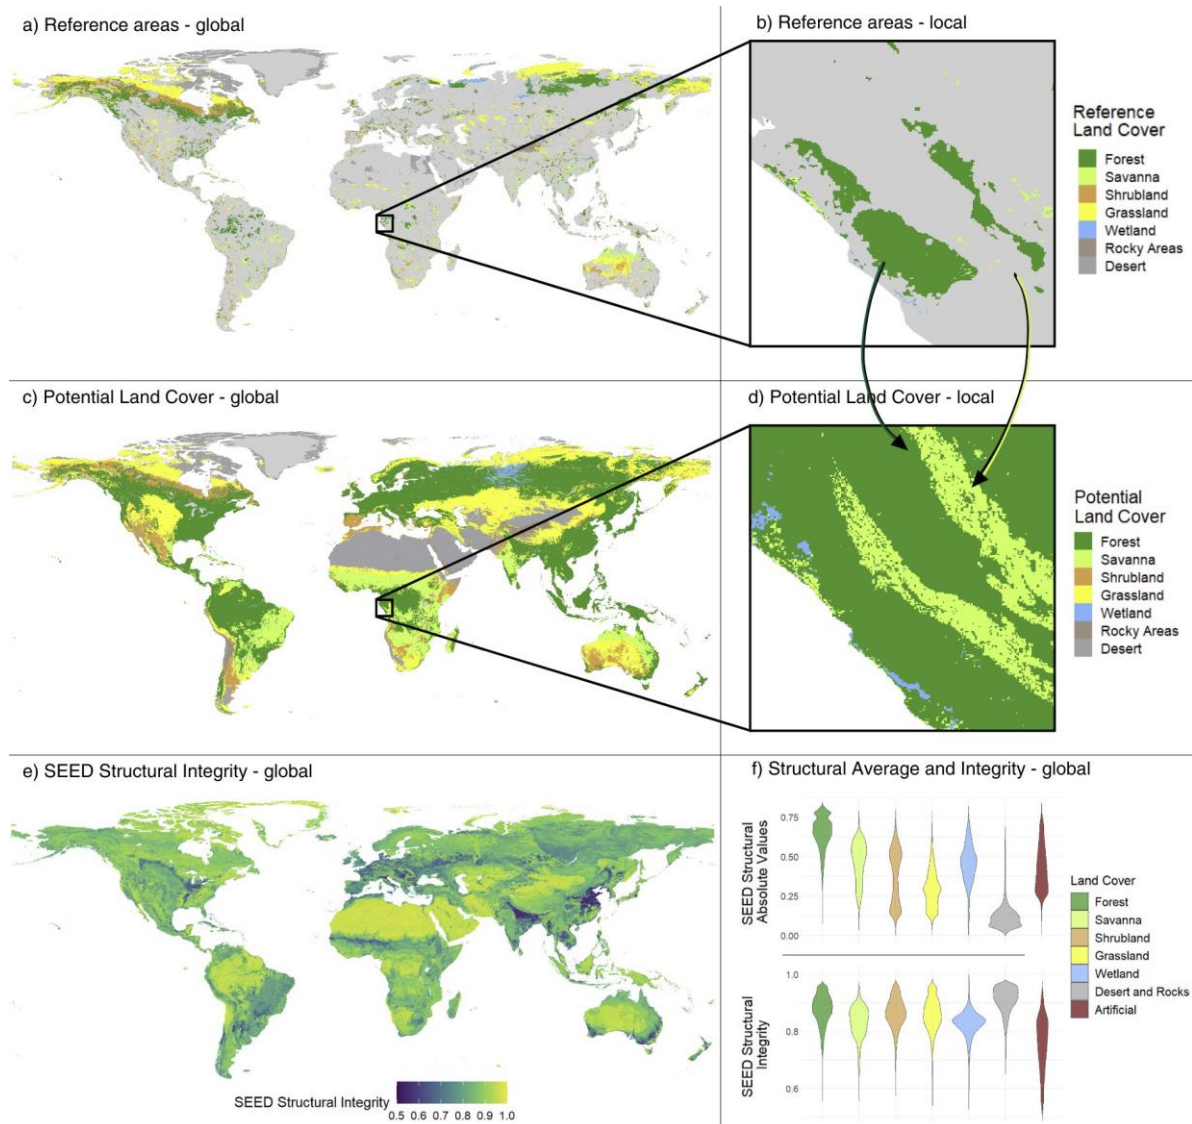 a) Reference areas - global
b) Reference areas - local
Reference
Land Cover
Forest
Savanna
Shrubland
Grassland
Wetland
Rocky Areas
Desert
c) Potential Land Cover - global
d) Potential Land Cover - local
Potential
Land Cover
Forest
Savanna
Shrubland
Grassland
Wetland
Rocky Areas
Desert
e) SEED Structural Integrity - global
SEED Structural Integrity
0.5 0.6 0.7 0.8 0.9 1.0
f) Structural Average and Integrity - global
SEED Structural
Absolute Values
0.75
0.50
0.25
0.00
SEED Structural
Integrity
1.0
0.8
0.6
Land Cover
Forest
Savanna
Shrubland
Grassland
Wetland
Desert and Rocks
Artificial